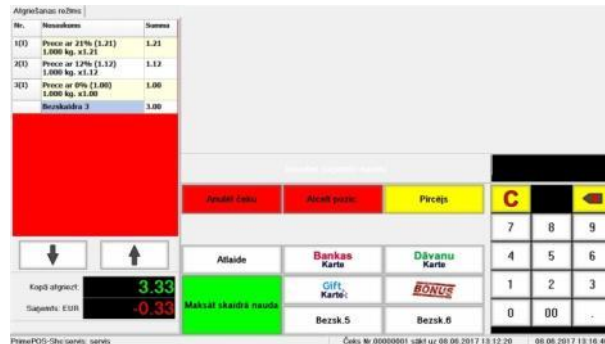 Atgriešanas režīms
Nr. Nosaukums Summa
1(I) Prece ar 21% (1.21) 1.21
1.000 kg. x1.21
2(I) Prece ar 12% (1.12) 1.12
1.000 kg. x1.12
3(I) Prece ar 0% (1.00) 1.00
1.000 kg. x1.00
Bezskaidra 3 3.00
Anulēt čeku Atcelt pozīc. Pircējs C
7 8 9
Atlaide Bankas Karte Dāvanu Karte 4 5 6
Maksāt skaidrā naudā Gift Karte BONUS 1 2 3
Bezsk.5 Bezsk.6 0 00 .
Kopā atgriezt: 3.33
Saņemts: EUR -0.33
PrimePOS-Shc:serviss: serviss Čeks Nr.00000001 sākt uz 08.08.2017 13:12:20 08.08.2017 13:16:4